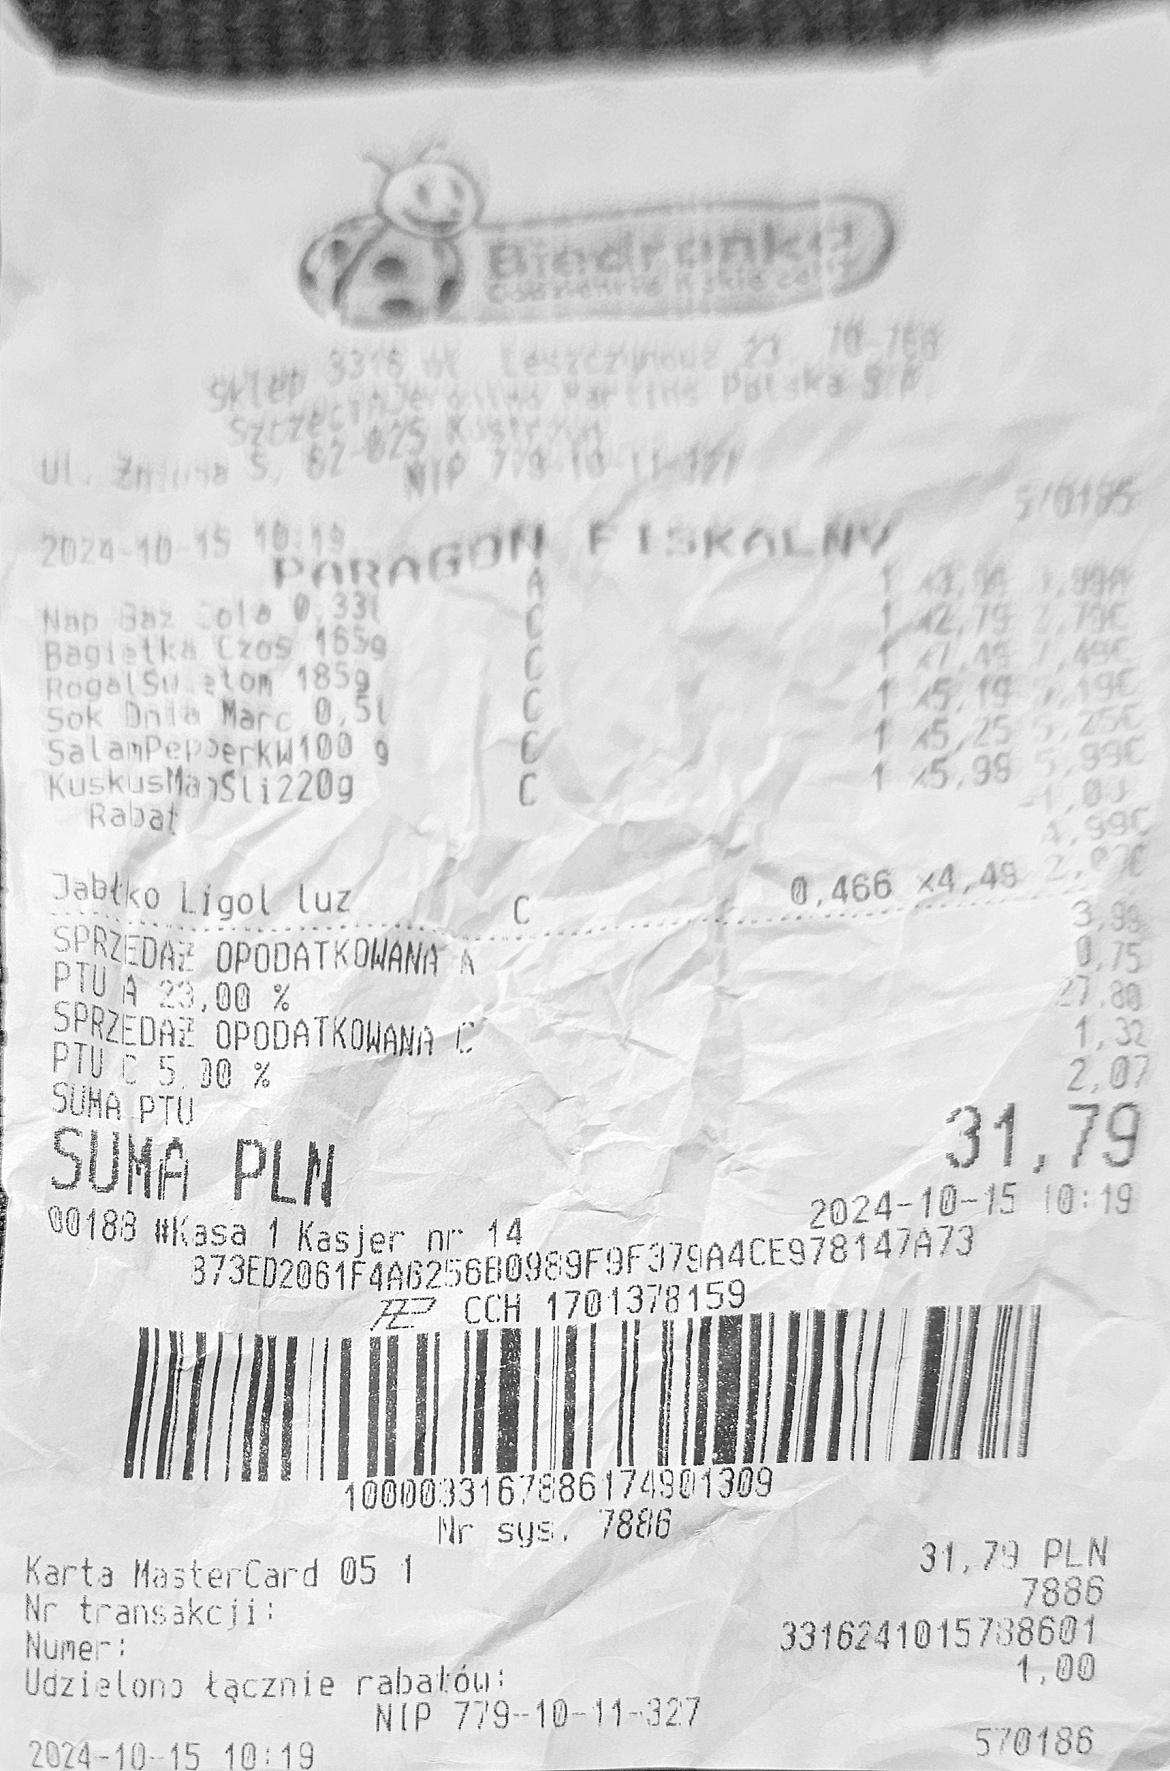 Biedronka
Codziennie niskie ceny
Sklep 3316 ul. 23, 70-766
Szczecin Jeronimo Martins Polska S.A.
ul. Żniwna 5, 62-025 Kostrzyn
NIP 779-10-11-327
2024-10-15 10:19 570185
PARAGON FISKALNY
Nap Baz Cola 0,33l A 1 x3,99 3,99A
Bagietka Czos 165g C 1 x2,79 2,79C
RogalŚwietom 185g C 1 x7,49 7,49C
Sok Dnia Marc 0,5l C 1 x5,19 5,19C
SalamPepperkW100 g C 1 x5,25 5,25C
KuskusManŚli220g C 1 x5,99 5,99C
Rabat -1,00
4,99C
Jabłko Ligol luz C 0,466 x4,49 2,09C
SPRZEDAŻ OPODATKOWANA A 3,99
PTU A 23,00 % 0,75
SPRZEDAŻ OPODATKOWANA C 27,80
PTU C 5,00 % 1,32
SUMA PTU 2,07
SUMA PLN 31,79
00188 #Kasa 1 Kasjer nr 14 2024-10-15 10:19
873ED2061F4A6256B0989F9F379A4CE978147A73
CCH 1701378159
1000033167886174901309
Nr sys. 7886
Karta MasterCard 05 1 31,79 PLN
Nr transakcji: 7886
Numer: 3316241015788601
Udzielono łącznie rabatów: 1,00
NIP 779-10-11-327
2024-10-15 10:19 570186